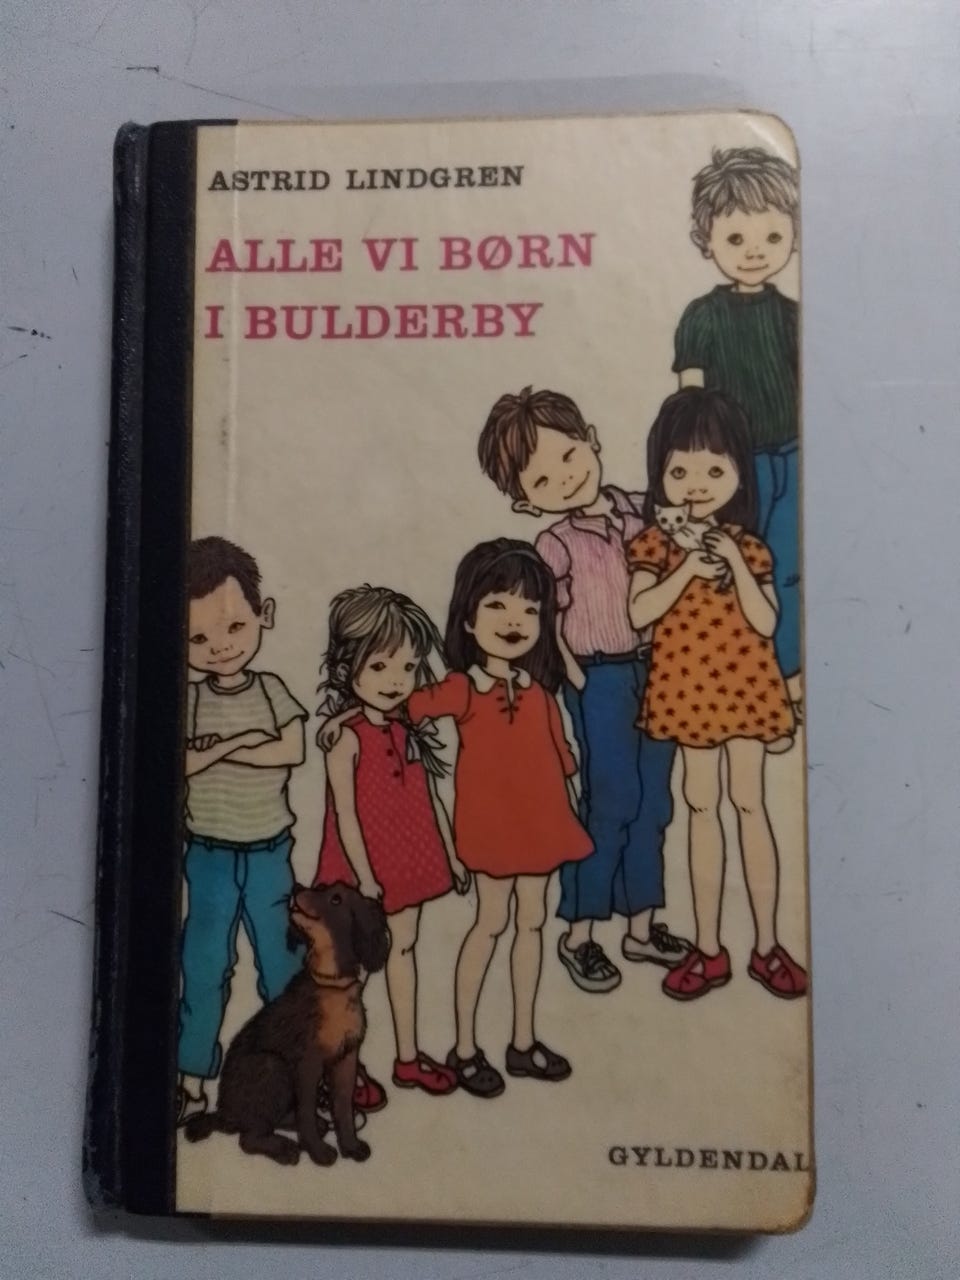 ASTRID LINDGREN
ALLE VI BØRN
I BULDERBY
GYLDENDAL